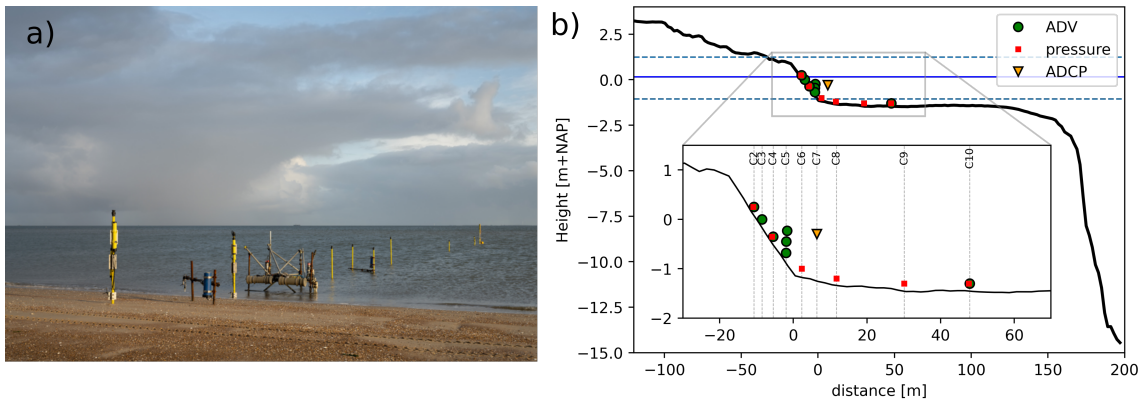 a)
b)
Height [m+NAP]
2.5
0.0
−2.5
−5.0
−7.5
−10.0
−12.5
−15.0
ADV
pressure
ADCP
C2 C3 C4 C5 C6 C7 C8 C9 C10
1
0
−1
−2
−20 0 20 40 60
−100 −50 0 50 100 150 200
distance [m]